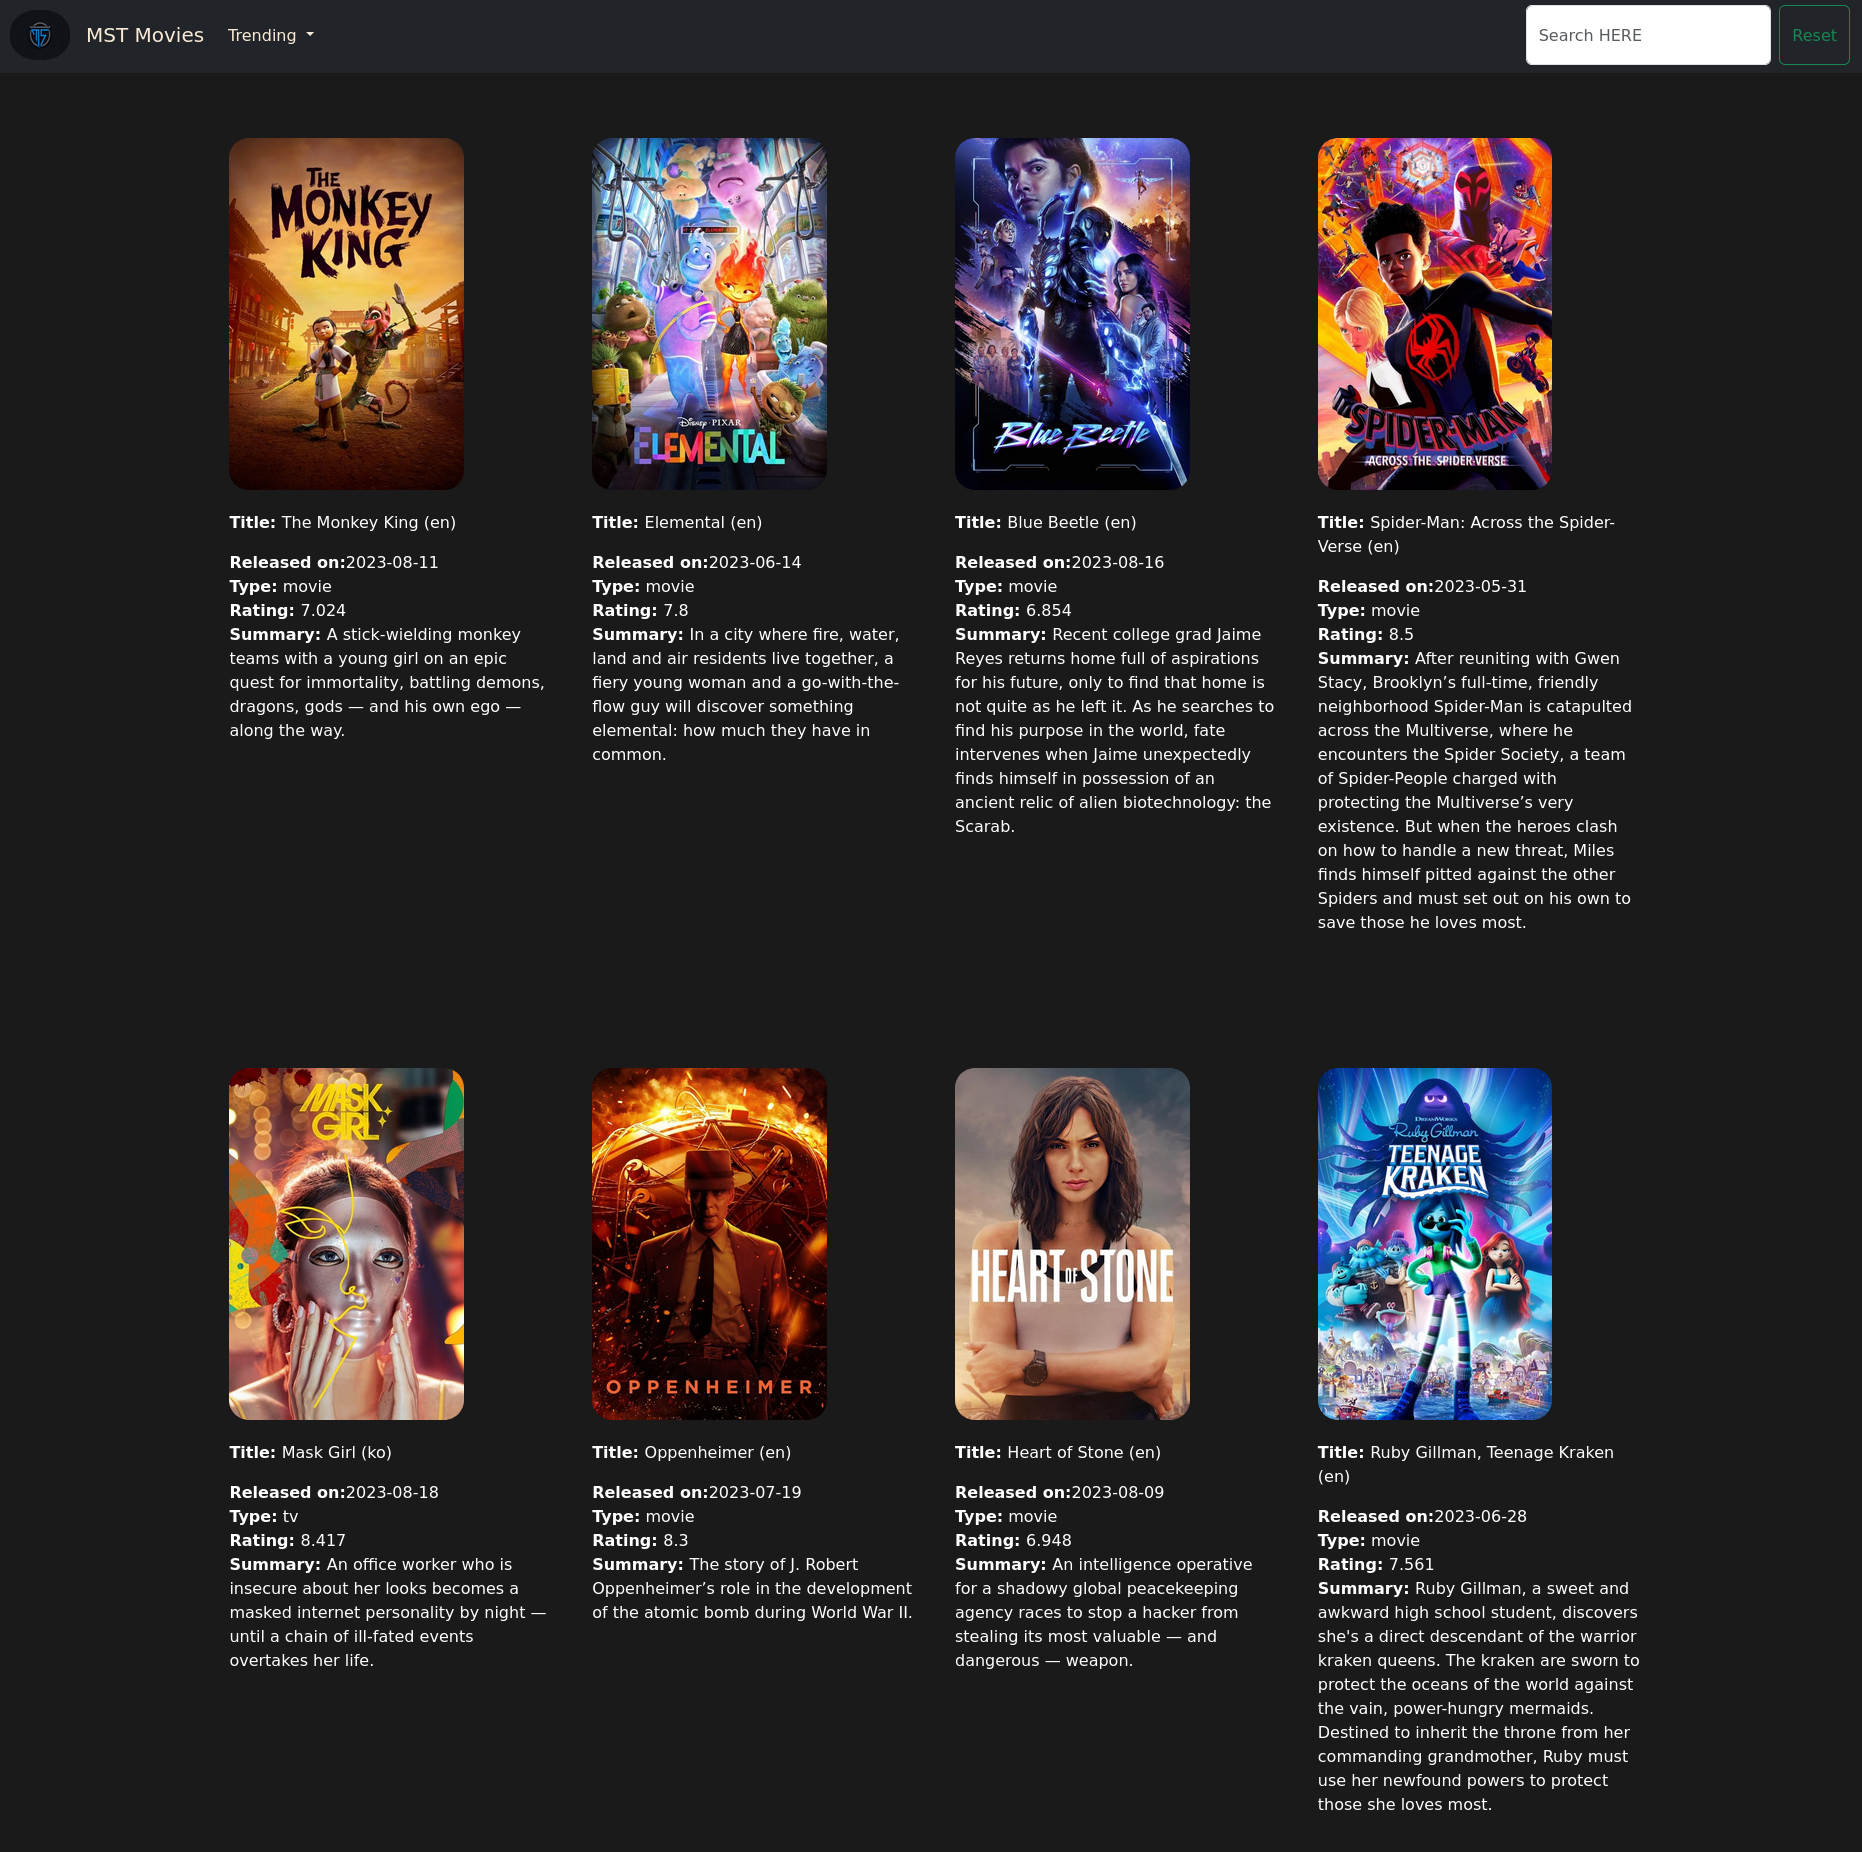 MST Movies
Trending
Search HERE
Reset
THE
MONKEY
KING
Disney · PIXAR
ELEMENTAL
Blue Beetle
SPIDER-MAN
ACROSS THE SPIDER-VERSE
Title: The Monkey King (en)
Released on:2023-08-11
Type: movie
Rating: 7.024
Summary: A stick-wielding monkey
teams with a young girl on an epic
quest for immortality, battling demons,
dragons, gods — and his own ego —
along the way.
Title: Elemental (en)
Released on:2023-06-14
Type: movie
Rating: 7.8
Summary: In a city where fire, water,
land and air residents live together, a
fiery young woman and a go-with-the-
flow guy will discover something
elemental: how much they have in
common.
Title: Blue Beetle (en)
Released on:2023-08-16
Type: movie
Rating: 6.854
Summary: Recent college grad Jaime
Reyes returns home full of aspirations
for his future, only to find that home is
not quite as he left it. As he searches to
find his purpose in the world, fate
intervenes when Jaime unexpectedly
finds himself in possession of an
ancient relic of alien biotechnology: the
Scarab.
Title: Spider-Man: Across the Spider-
Verse (en)
Released on:2023-05-31
Type: movie
Rating: 8.5
Summary: After reuniting with Gwen
Stacy, Brooklyn’s full-time, friendly
neighborhood Spider-Man is catapulted
across the Multiverse, where he
encounters the Spider Society, a team
of Spider-People charged with
protecting the Multiverse’s very
existence. But when the heroes clash
on how to handle a new threat, Miles
finds himself pitted against the other
Spiders and must set out on his own to
save those he loves most.
MASK
GIRL
OPPENHEIMER
HEART OF STONE
DREAMWORKS
Ruby Gillman
TEENAGE
KRAKEN
Title: Mask Girl (ko)
Released on:2023-08-18
Type: tv
Rating: 8.417
Summary: An office worker who is
insecure about her looks becomes a
masked internet personality by night —
until a chain of ill-fated events
overtakes her life.
Title: Oppenheimer (en)
Released on:2023-07-19
Type: movie
Rating: 8.3
Summary: The story of J. Robert
Oppenheimer’s role in the development
of the atomic bomb during World War II.
Title: Heart of Stone (en)
Released on:2023-08-09
Type: movie
Rating: 6.948
Summary: An intelligence operative
for a shadowy global peacekeeping
agency races to stop a hacker from
stealing its most valuable — and
dangerous — weapon.
Title: Ruby Gillman, Teenage Kraken
(en)
Released on:2023-06-28
Type: movie
Rating: 7.561
Summary: Ruby Gillman, a sweet and
awkward high school student, discovers
she's a direct descendant of the warrior
kraken queens. The kraken are sworn to
protect the oceans of the world against
the vain, power-hungry mermaids.
Destined to inherit the throne from her
commanding grandmother, Ruby must
use her newfound powers to protect
those she loves most.